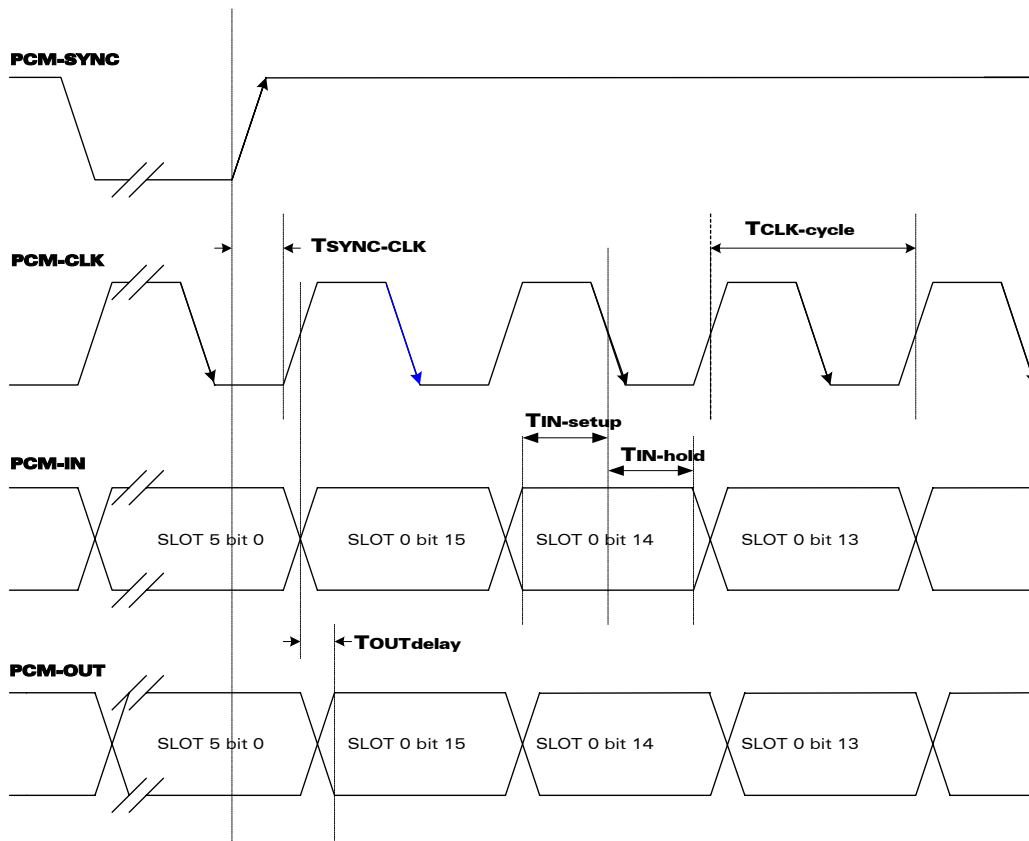 PCM-SYNC
TSYNC-CLK
TCLK-cycle
PCM-CLK
TIN-setup
TIN-hold
PCM-IN
SLOT 5 bit 0
SLOT 0 bit 15
SLOT 0 bit 14
SLOT 0 bit 13
TOUTdelay
PCM-OUT
SLOT 5 bit 0
SLOT 0 bit 15
SLOT 0 bit 14
SLOT 0 bit 13